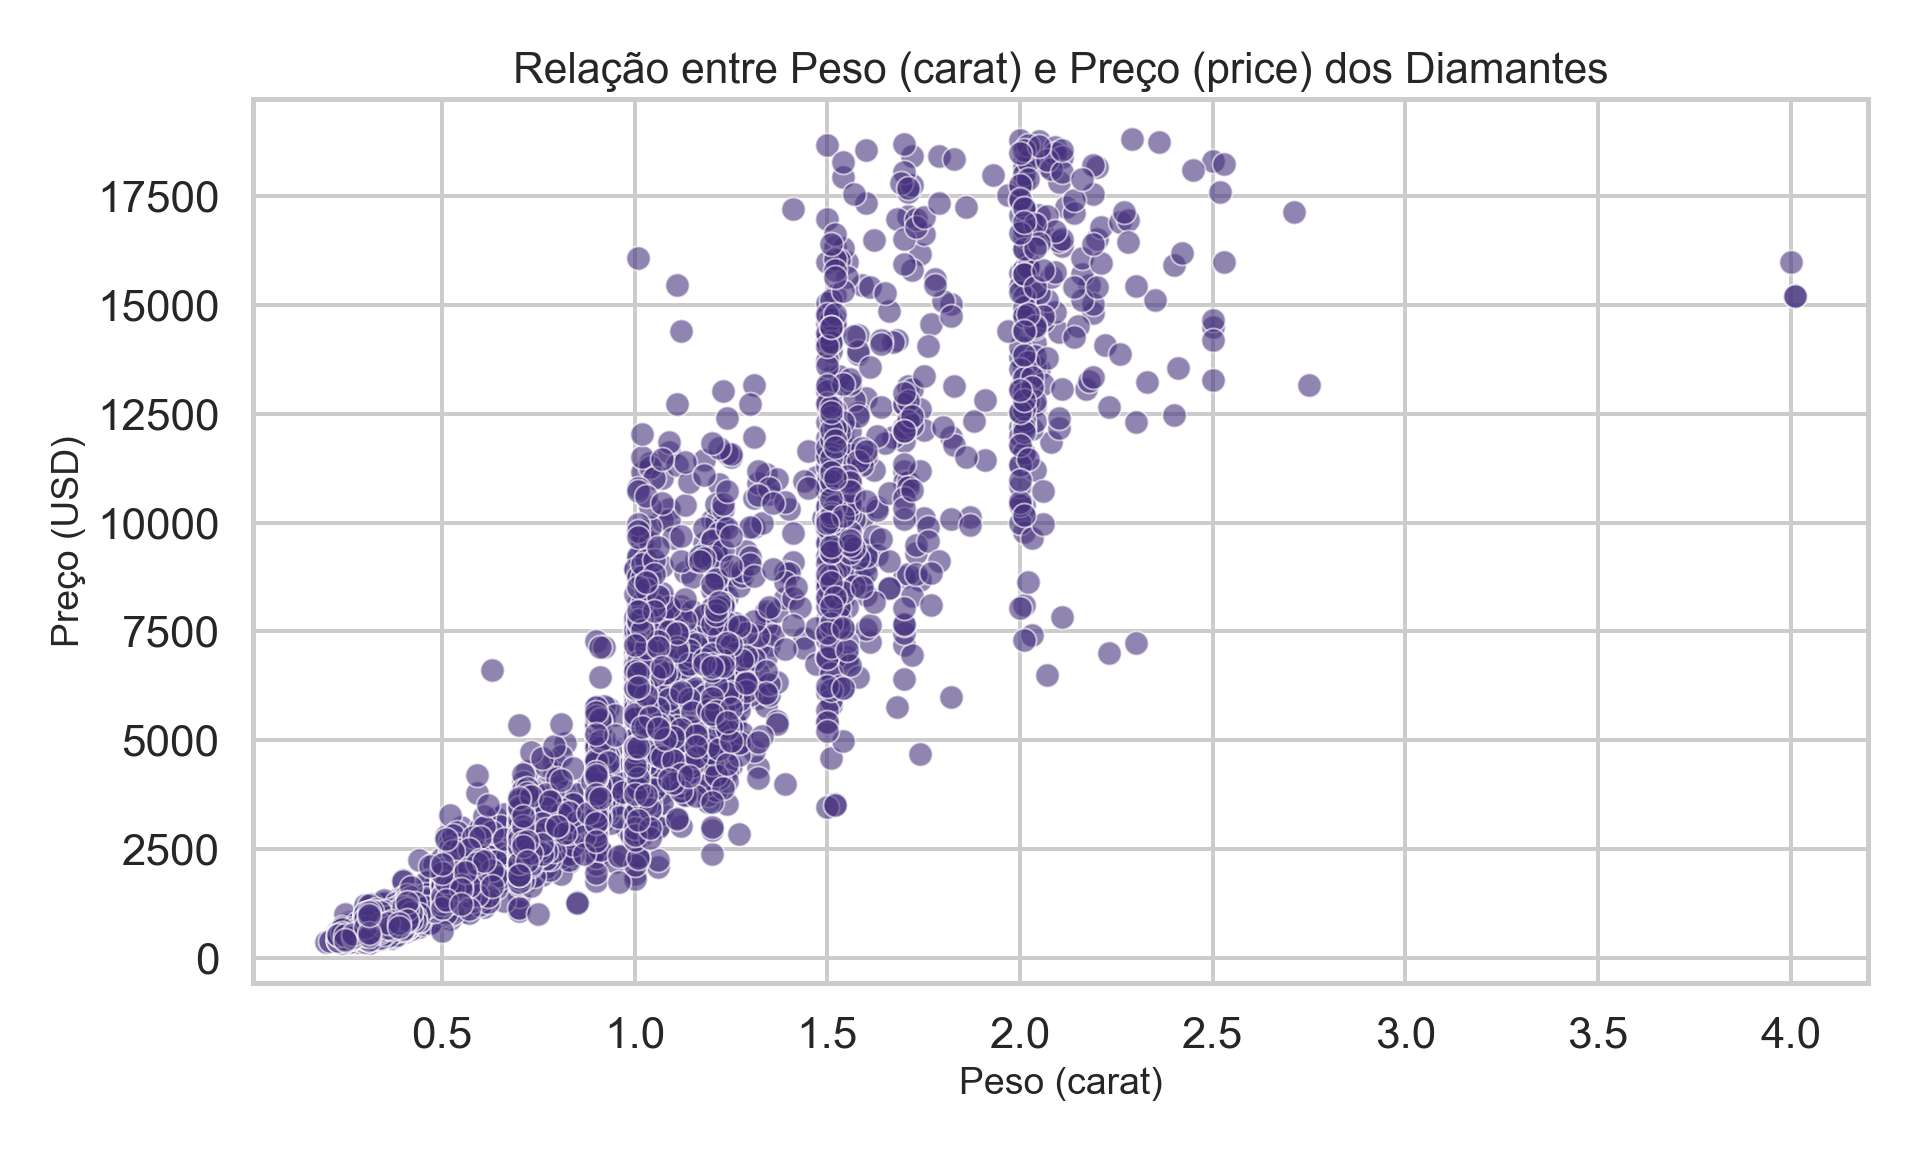 Relação entre Peso (carat) e Preço (price) dos Diamantes
Preço (USD)
17500
15000
12500
10000
7500
5000
2500
0
0.5 1.0 1.5 2.0 2.5 3.0 3.5 4.0
Peso (carat)